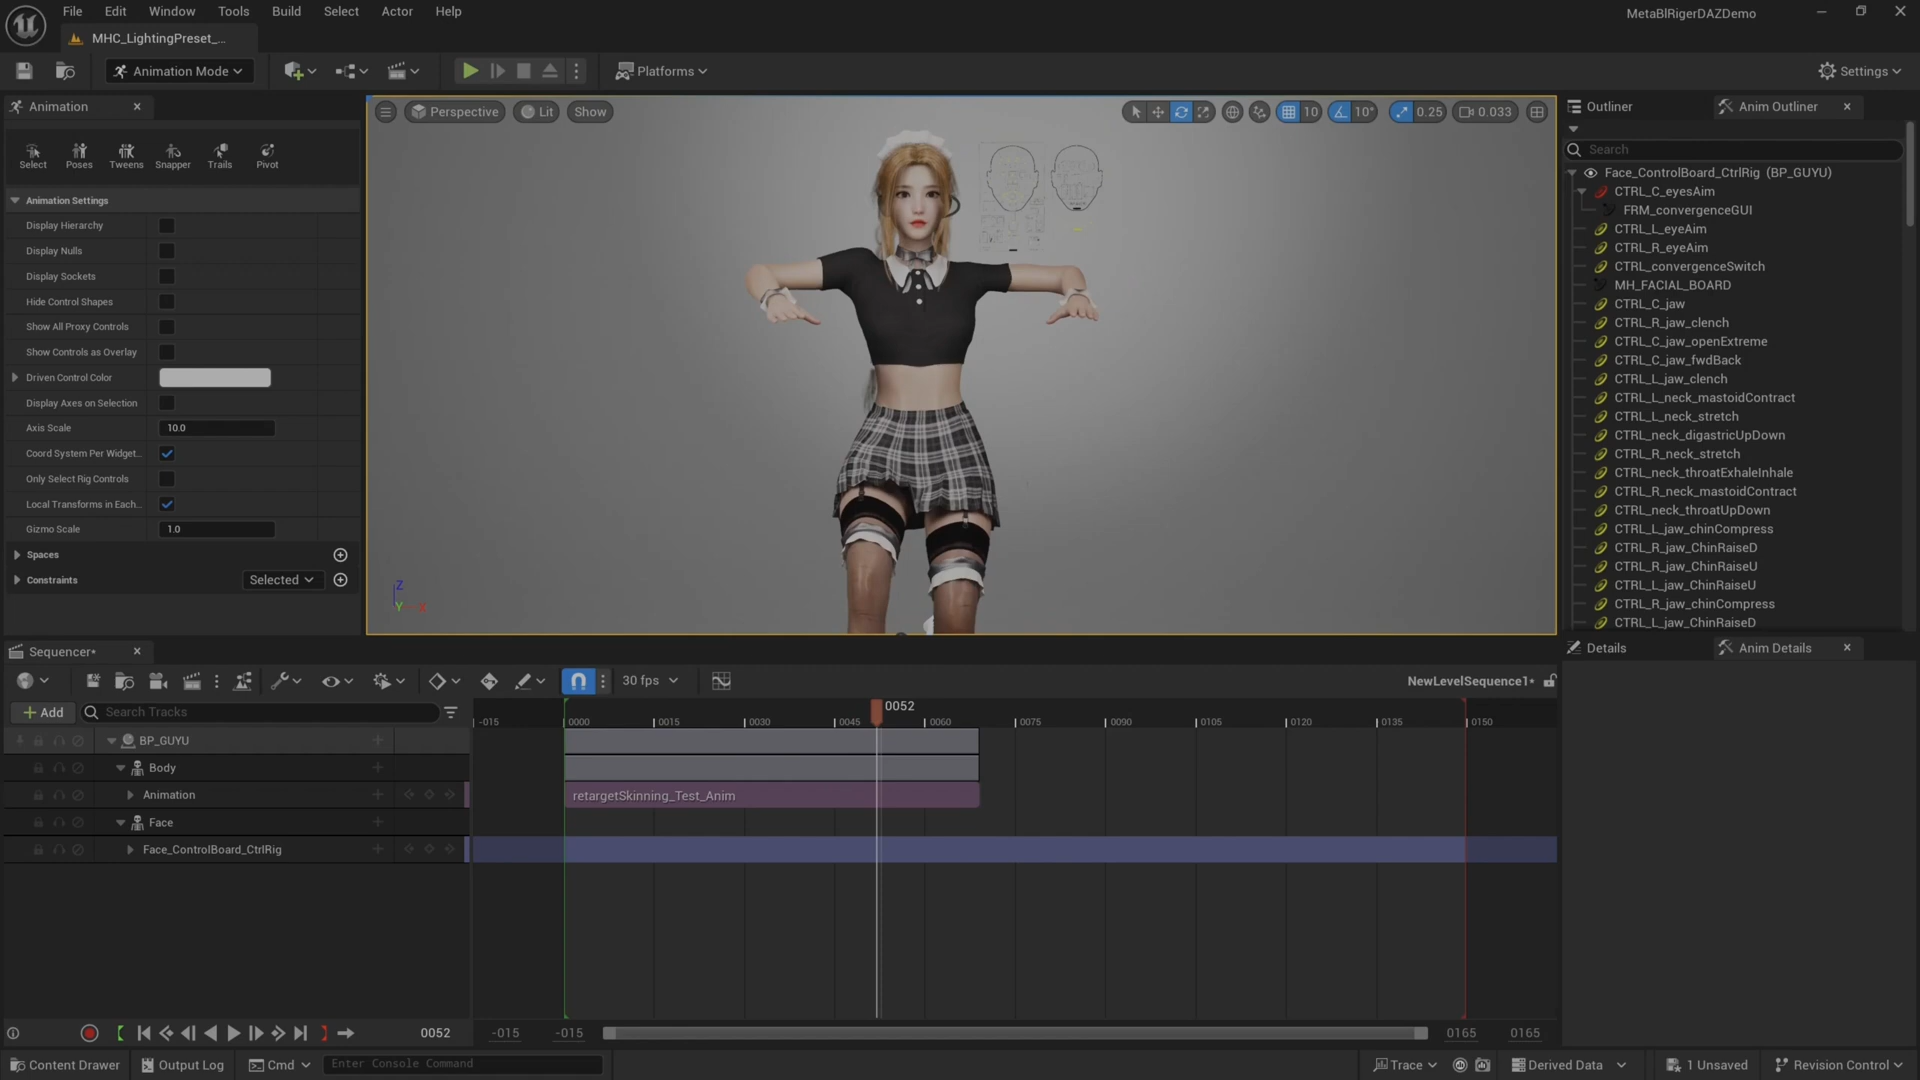 File Edit Window Tools Build Select Actor Help
MetaBlRigerDAZDemo
MHC_LightingPreset_...
Animation Mode
Platforms
Settings
Animation
Select Poses Tweens Snapper Trails Pivot
Animation Settings
Display Hierarchy
Display Nulls
Display Sockets
Hide Control Shapes
Show All Proxy Controls
Show Controls as Overlay
Driven Control Color
Display Axes on Selection
Axis Scale 10.0
Coord System Per Widget...
Only Select Rig Controls
Local Transforms in Each...
Gizmo Scale 1.0
Spaces
Constraints Selected
Perspective Lit Show
10 10° 0.25 0.033
Z
Y X
Outliner Anim Outliner
Search
Face_ControlBoard_CtrlRig (BP_GUYU)
CTRL_C_eyesAim
FRM_convergenceGUI
CTRL_L_eyeAim
CTRL_R_eyeAim
CTRL_convergenceSwitch
MH_FACIAL_BOARD
CTRL_C_jaw
CTRL_R_jaw_clench
CTRL_C_jaw_openExtreme
CTRL_C_jaw_fwdBack
CTRL_L_jaw_clench
CTRL_L_neck_mastoidContract
CTRL_L_neck_stretch
CTRL_neck_digastricUpDown
CTRL_R_neck_stretch
CTRL_neck_throatExhaleInhale
CTRL_R_neck_mastoidContract
CTRL_neck_throatUpDown
CTRL_L_jaw_chinCompress
CTRL_R_jaw_ChinRaiseD
CTRL_R_jaw_ChinRaiseU
CTRL_L_jaw_ChinRaiseU
CTRL_R_jaw_chinCompress
CTRL_L_jaw_ChinRaiseD
Details Anim Details
Sequencer*
30 fps
NewLevelSequence1*
Add
Search Tracks
0052
-015 0000 0015 0030 0045 0060 0075 0090 0105 0120 0135 0150
BP_GUYU
Body
Animation
retargetSkinning_Test_Anim
Face
Face_ControlBoard_CtrlRig
0052 -015 -015 0165 0165
Content Drawer Output Log Cmd Enter Console Command
Trace Derived Data 1 Unsaved Revision Control